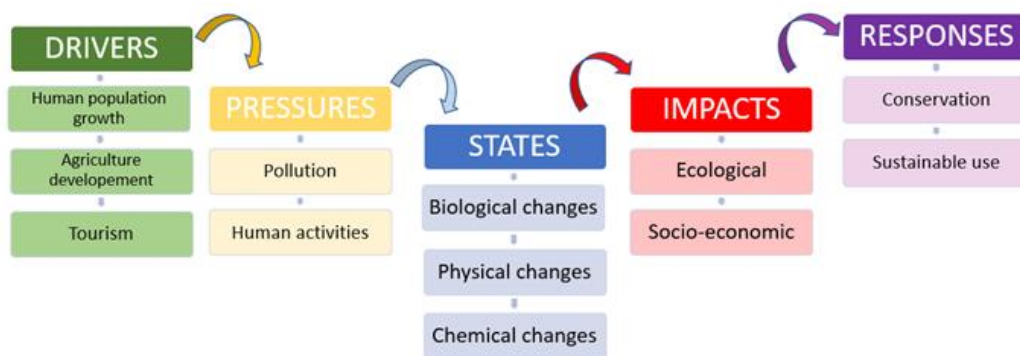 DRIVERS
Human population
growth
Agriculture
developement
Tourism
PRESSURES
Pollution
Human activities
STATES
Biological changes
Physical changes
Chemical changes
IMPACTS
Ecological
Socio-economic
RESPONSES
Conservation
Sustainable use